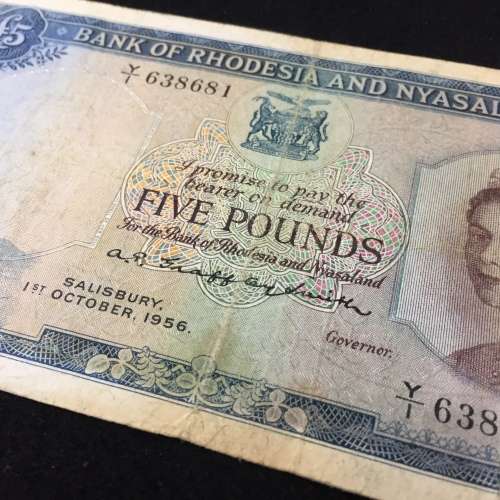 £5
BANK OF RHODESIA AND NYASAL
Y/1 638681
I promise to pay the
bearer on demand
FIVE POUNDS
For the Bank of Rhodesia and Nyasaland
SALISBURY,
1ST OCTOBER, 1956.
Governor.
Y/1 638